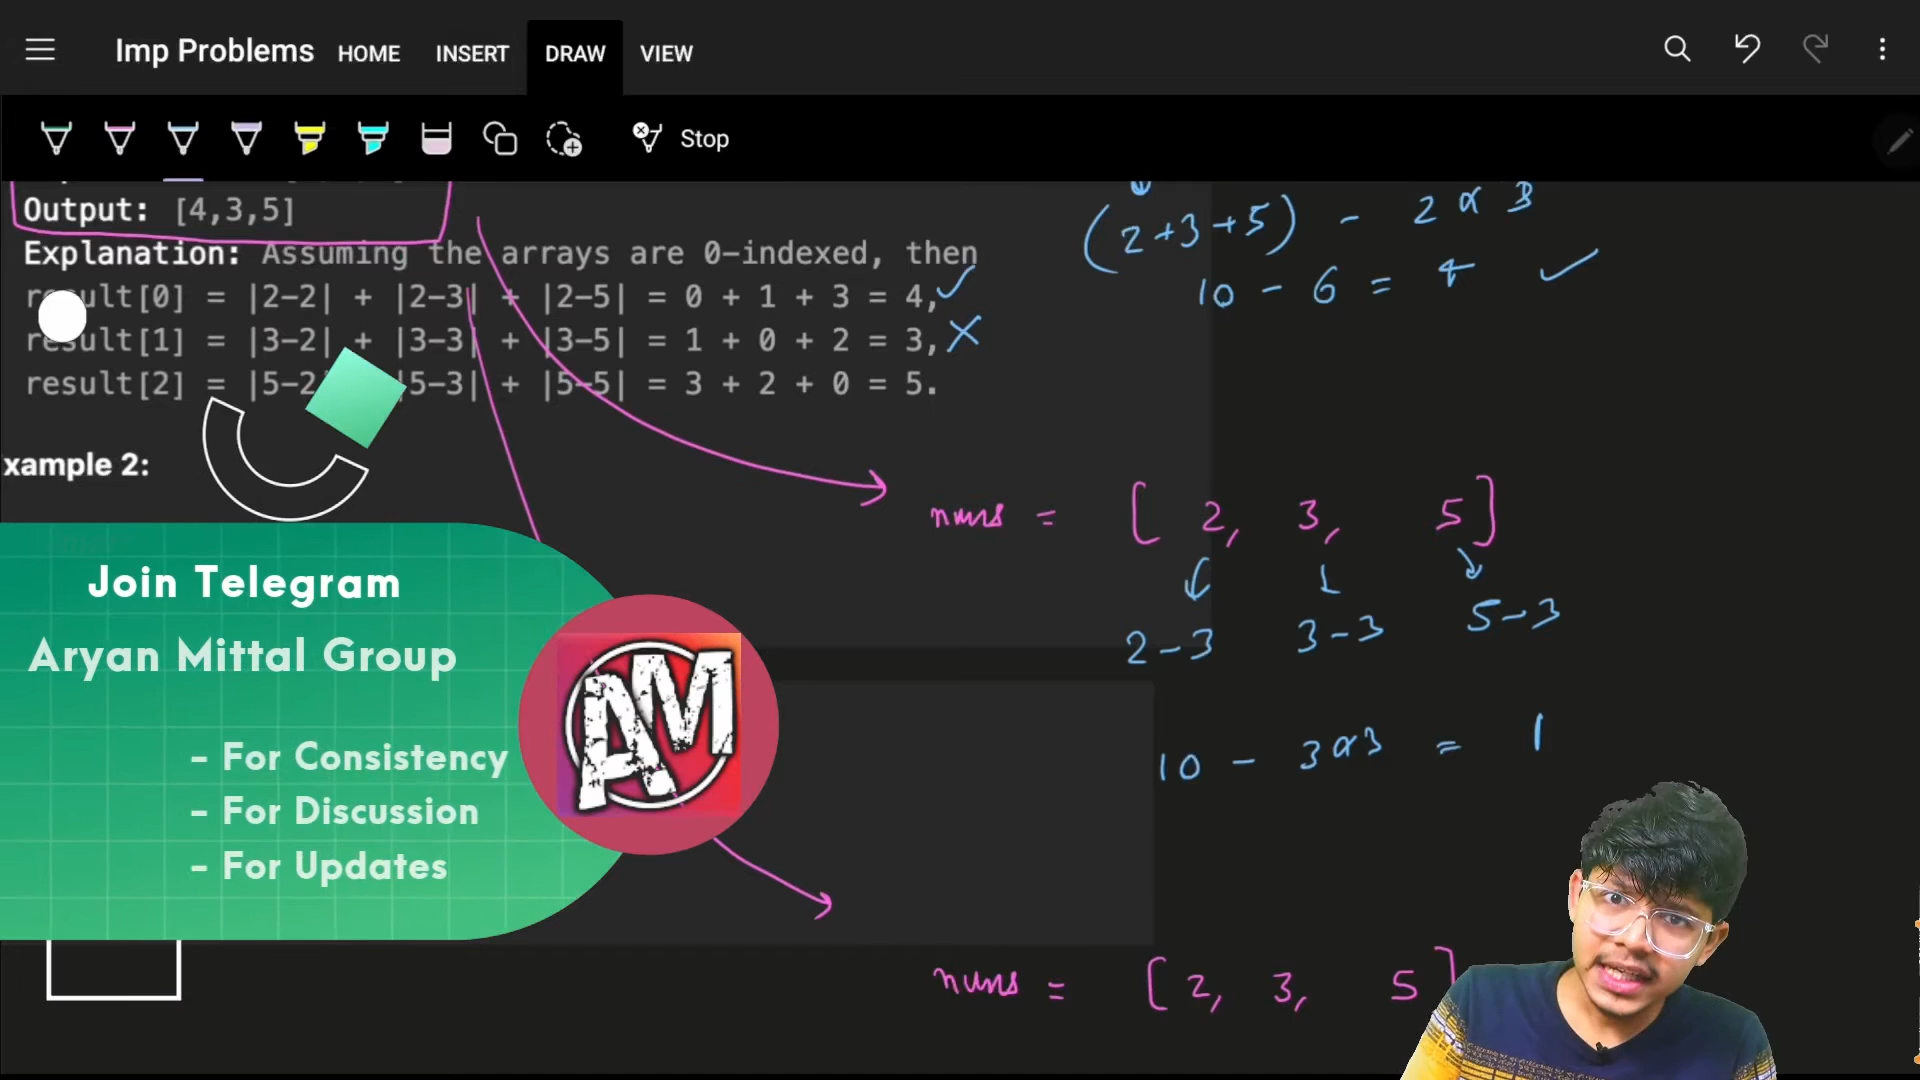 Imp Problems HOME INSERT DRAW VIEW
Stop
Output: [4,3,5]
Explanation: Assuming the arrays are 0-indexed, then
result[0] = |2-2| + |2-3| + |2-5| = 0 + 1 + 3 = 4,
result[1] = |3-2| + |3-3| + |3-5| = 1 + 0 + 2 = 3,
result[2] = |5-2| |5-3| + |5-5| = 3 + 2 + 0 = 5.
xample 2:
(2+3+5) - 2 * 3
10 - 6 = 4
nums = [ 2, 3, 5]
2-3 3-3 5-3
10 - 3*3 = 1
nums = [ 2, 3, 5]
Join Telegram
Aryan Mittal Group
- For Consistency
- For Discussion
- For Updates
AM